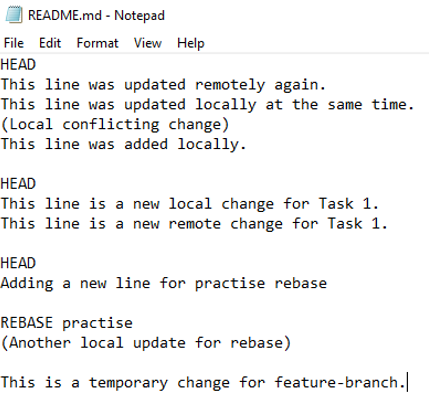 README.md - Notepad
File Edit Format View Help
HEAD
This line was updated remotely again.
This line was updated locally at the same time.
(Local conflicting change)
This line was added locally.
HEAD
This line is a new local change for Task 1.
This line is a new remote change for Task 1.
HEAD
Adding a new line for practise rebase
REBASE practise
(Another local update for rebase)
This is a temporary change for feature-branch.